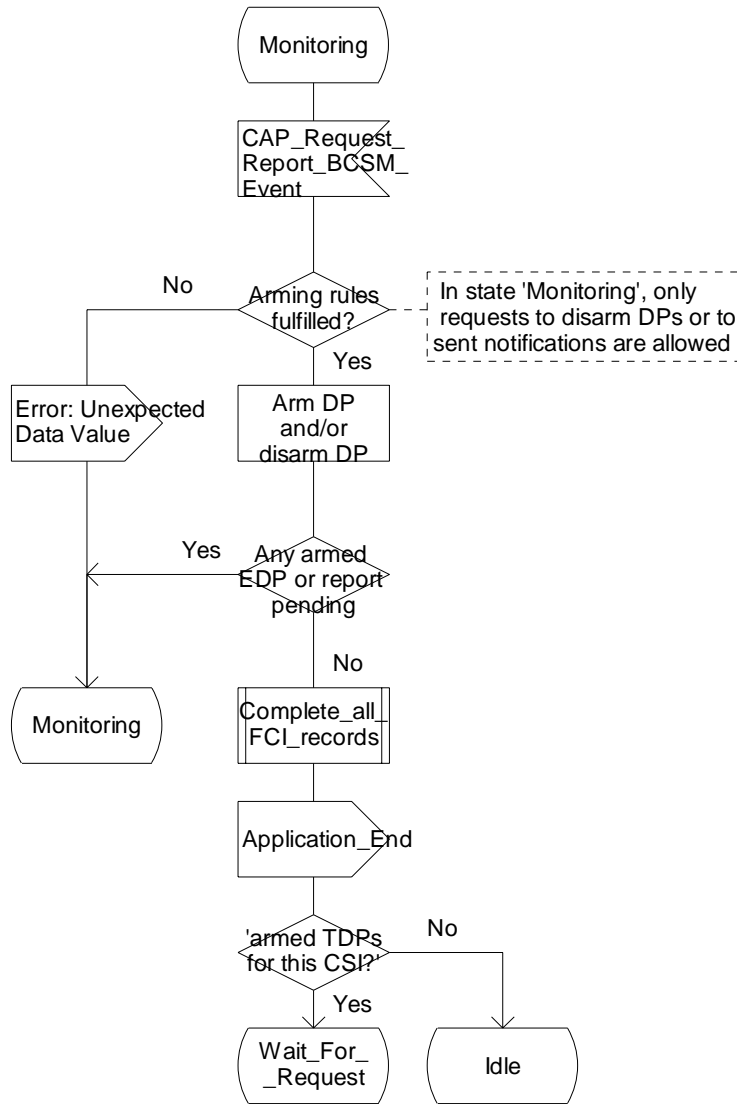 Monitoring
CAP_Request_
Report_BCSM_
Event
No
Arming rules
fulfilled?
In state 'Monitoring', only
requests to disarm DPs or to
sent notifications are allowed
Yes
Error: Unexpected
Data Value
Arm DP
and/or
disarm DP
Yes
Any armed
EDP or report
pending
No
Monitoring
Complete_all_
FCI_records
Application_End
'armed TDPs
for this CSI?'
No
Yes
Wait_For_
_Request
Idle